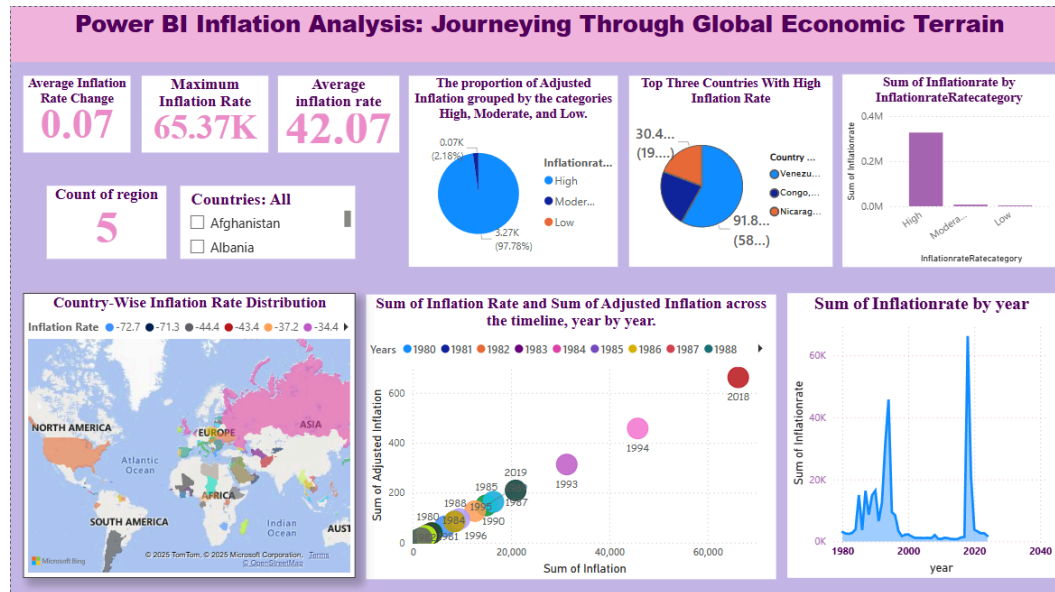 Power BI Inflation Analysis: Journeying Through Global Economic Terrain
Average Inflation
Rate Change
0.07
Maximum
Inflation Rate
65.37K
Average
inflation rate
42.07
The proportion of Adjusted
Inflation grouped by the categories
High, Moderate, and Low.
0.07K
(2.18%)
3.27K
(97.78%)
Inflationrat...
High
Moder...
Low
Top Three Countries With High
Inflation Rate
30.4...
(19....)
91.8...
(58...)
Country ...
Venezu...
Congo,...
Nicarag...
Sum of Inflationrate by
InflationrateRatecategory
Sum of Inflationrate
0.4M
0.2M
0.0M
High
Modera...
Low
InflationrateRatecategory
Count of region
5
Countries: All
Afghanistan
Albania
Country-Wise Inflation Rate Distribution
Inflation Rate -72.7 -71.3 -44.4 -43.4 -37.2 -34.4
NORTH AMERICA
EUROPE
ASIA
Atlantic
Ocean
AFRICA
SOUTH AMERICA
Indian
Ocean
AUST
Microsoft Bing
© 2025 TomTom, © 2025 Microsoft Corporation, Terms
© OpenStreetMap
Sum of Inflation Rate and Sum of Adjusted Inflation across
the timeline, year by year.
Years 1980 1981 1982 1983 1984 1985 1986 1987 1988
Sum of Adjusted Inflation
600
400
200
0
2018
1994
1993
2019
1985
1988
1995
1987
1980
1984
1990
1981
1996
0
20,000
40,000
60,000
Sum of Inflation
Sum of Inflationrate by year
Sum of Inflationrate
60K
40K
20K
0K
1980
2000
2020
2040
year